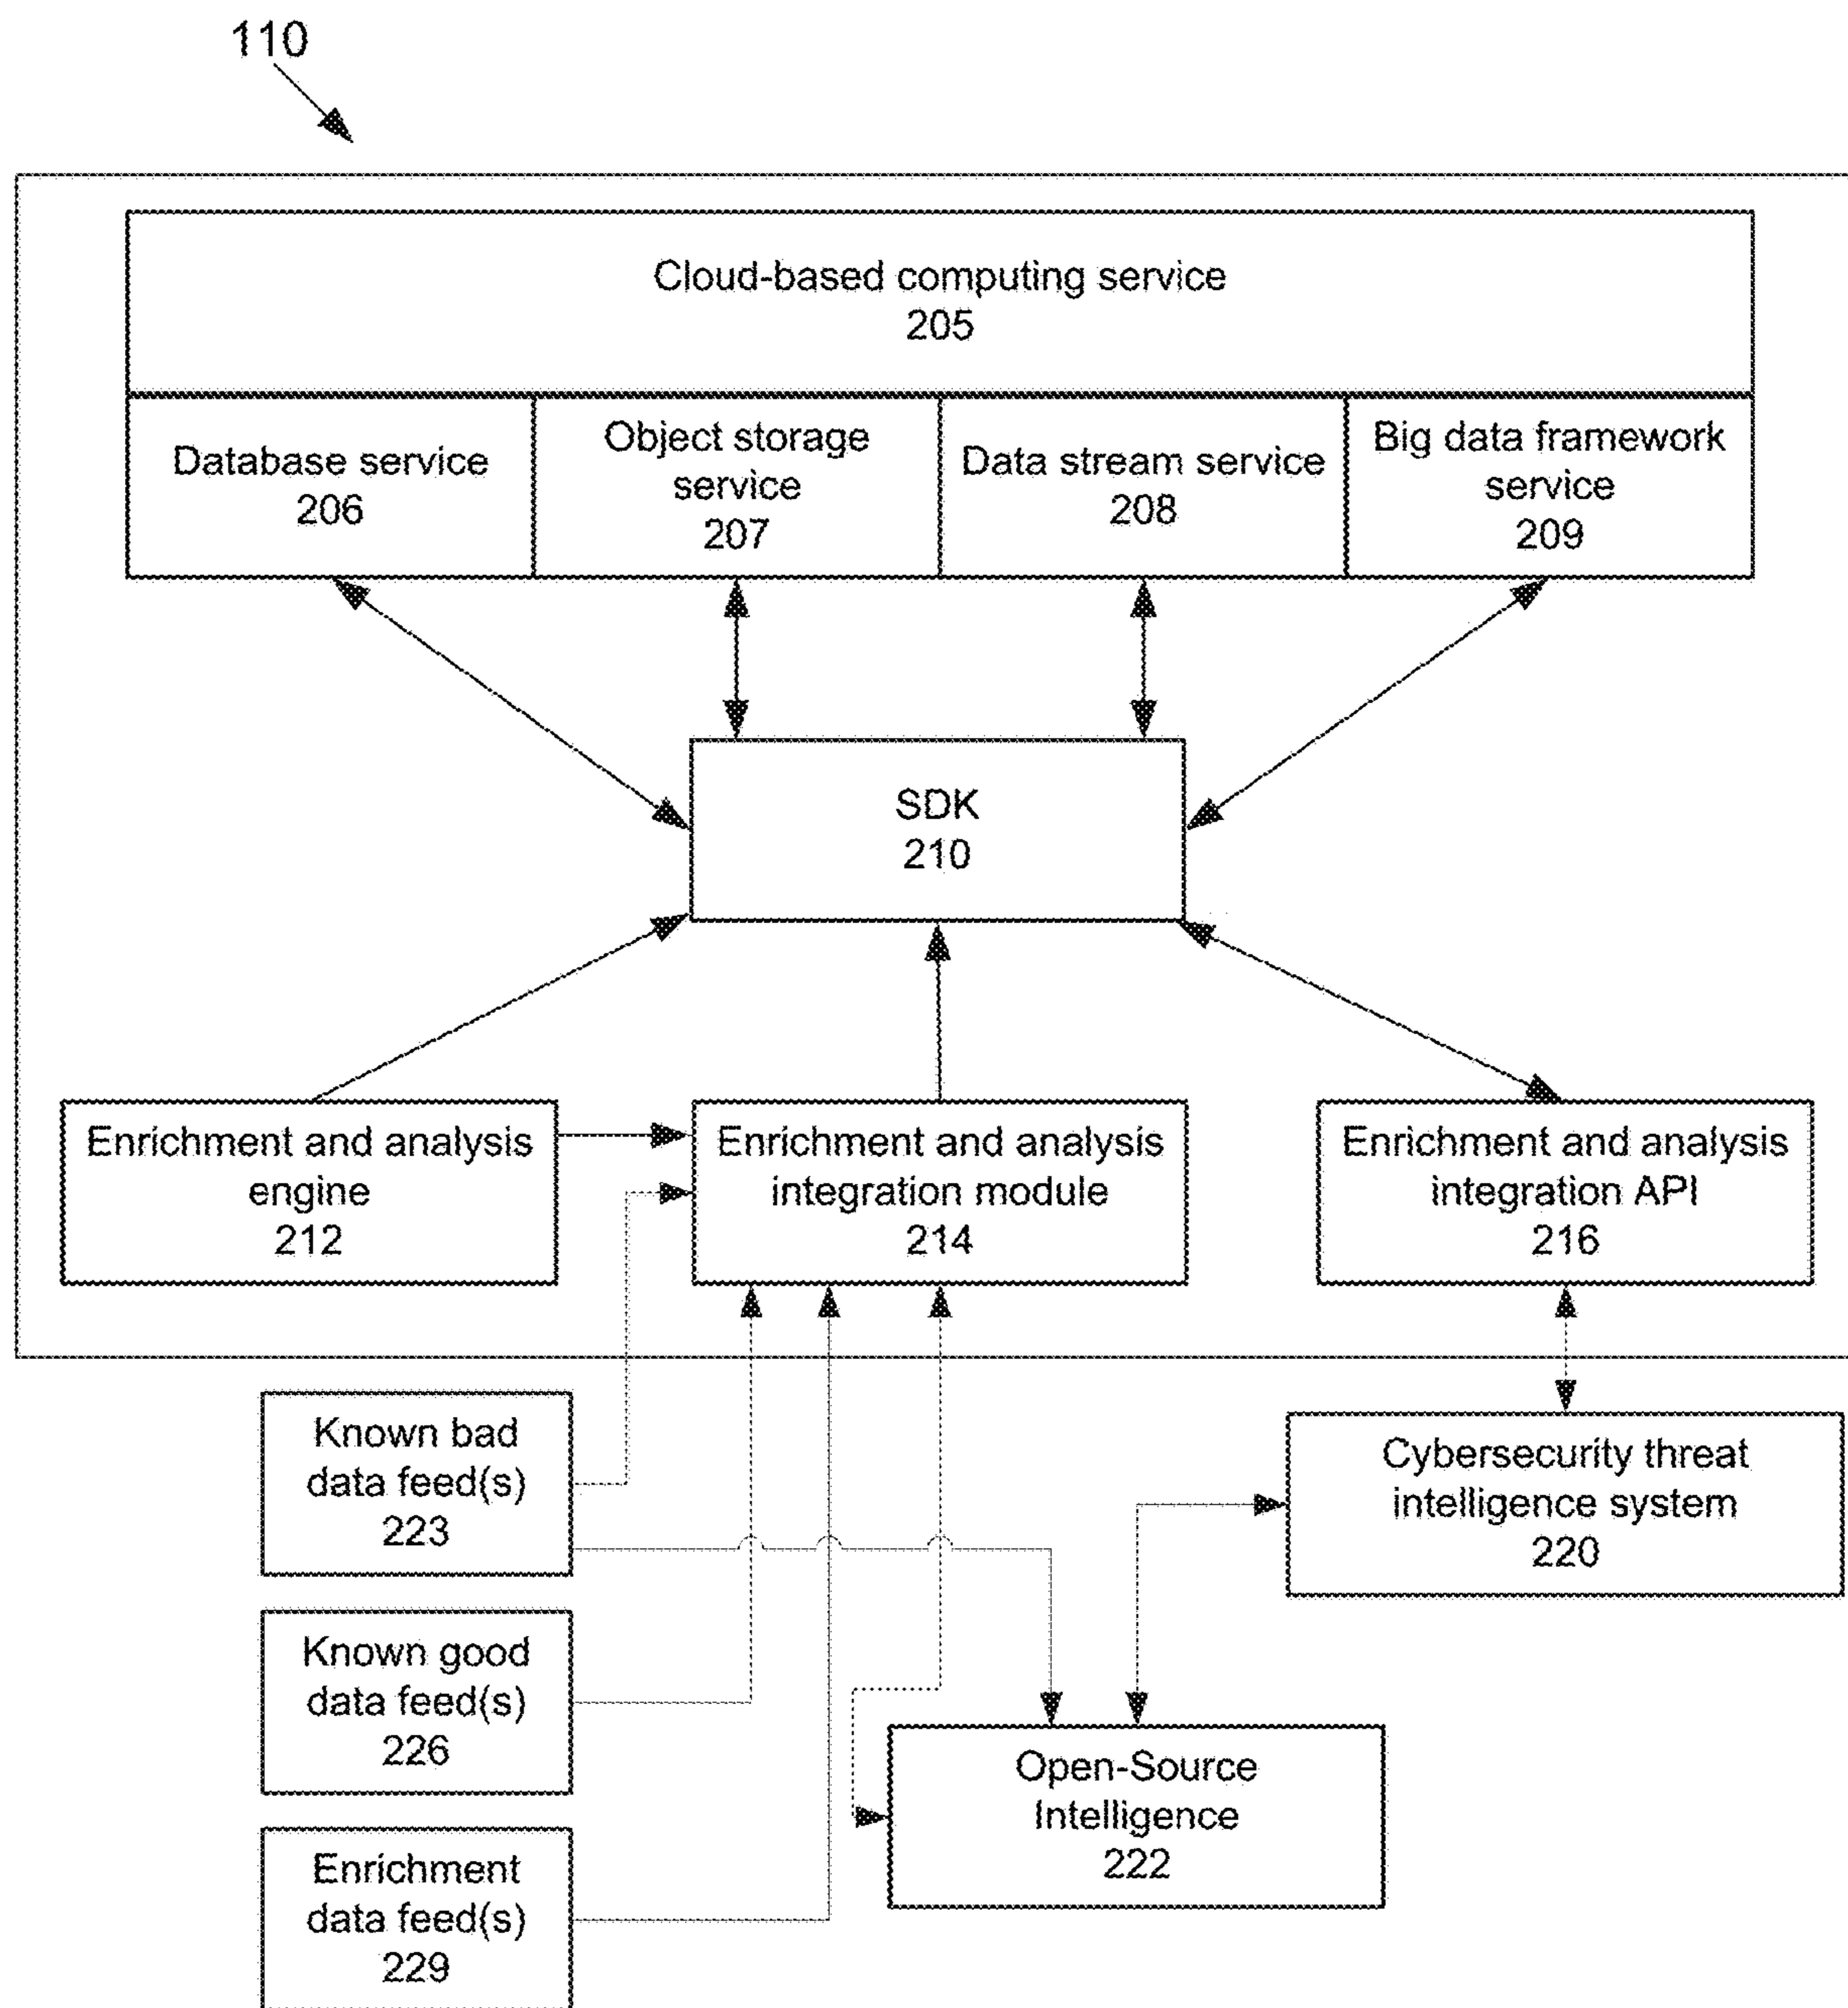 110
Cloud-based computing service
205
Database service
206
Object storage
service
207
Data stream service
208
Big data framework
service
209
SDK
210
Enrichment and analysis
engine
212
Enrichment and analysis
integration module
214
Enrichment and analysis
integration API
216
Known bad
data feed(s)
223
Cybersecurity threat
intelligence system
220
Known good
data feed(s)
226
Open-Source
Intelligence
222
Enrichment
data feed(s)
229